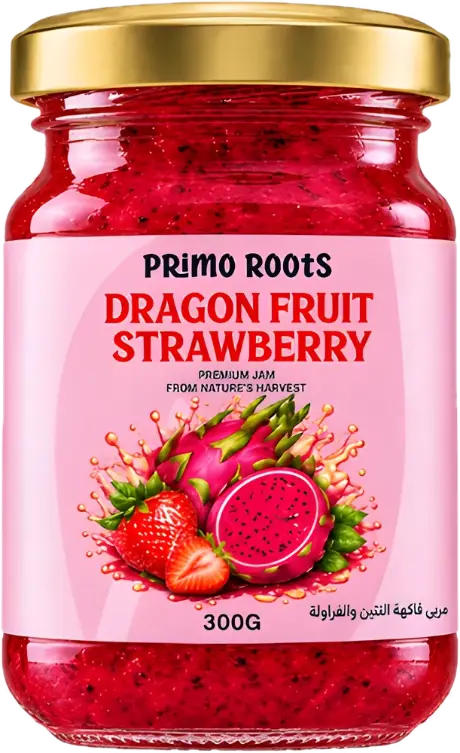 PRiMO ROOtS
DRAGON FRUIT
STRAWBERRY
PREMIUM JAM
FROM NATURE'S HARVEST
300G
مربى فاكهة التنين والفراولة